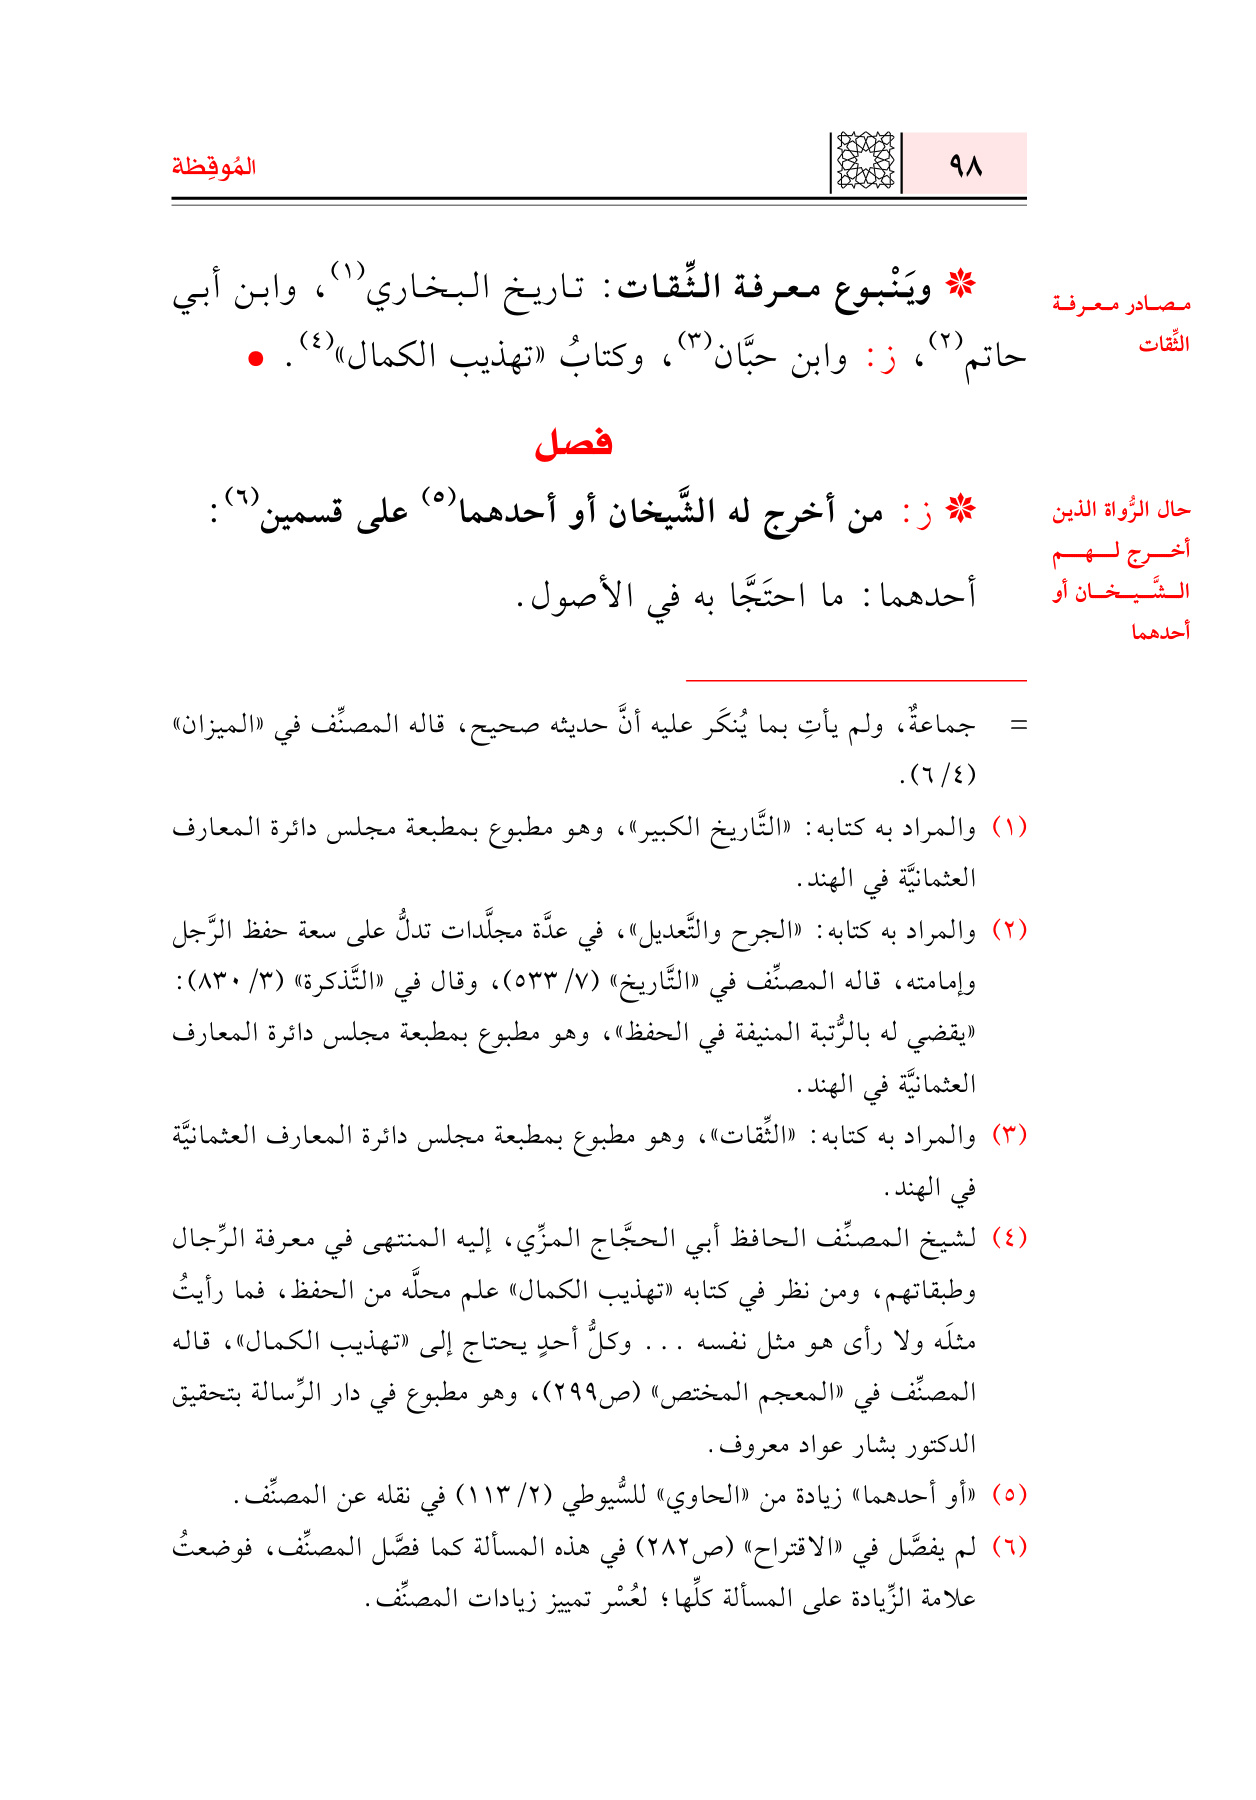 ٩٨
المُوقِظة
❋ ويَنْبوع معرفة الثِّقات: تاريخ البخاري(١)، وابن أبي
حاتم(٢)، ز: وابن حبَّان(٣)، وكتابُ «تهذيب الكمال»(٤). ●
مصادر معرفة
الثِّقات
فصل
❋ ز: من أخرج له الشَّيخان أو أحدهما(٥) على قسمين(٦):
أحدهما: ما احتَجَّا به في الأصول.
حال الرُّواة الذين
أخرج لهم
الشَّيخان أو
أحدهما
= جماعةٌ، ولم يأتِ بما يُنكَر عليه أنَّ حديثه صحيح، قاله المصنِّف في «الميزان»
(٤/ ٦).
(١) والمراد به كتابه: «التَّاريخ الكبير»، وهو مطبوع بمطبعة مجلس دائرة المعارف
العثمانيَّة في الهند.
(٢) والمراد به كتابه: «الجرح والتَّعديل»، في عدَّة مجلَّدات تدلُّ على سعة حفظ الرَّجل
وإمامته، قاله المصنِّف في «التَّاريخ» (٧/ ٥٣٣)، وقال في «التَّذكرة» (٣/ ٨٣٠):
«يقضي له بالرُّتبة المنيفة في الحفظ»، وهو مطبوع بمطبعة مجلس دائرة المعارف
العثمانيَّة في الهند.
(٣) والمراد به كتابه: «الثِّقات»، وهو مطبوع بمطبعة مجلس دائرة المعارف العثمانيَّة
في الهند.
(٤) لشيخ المصنِّف الحافظ أبي الحجَّاج المزِّي، إليه المنتهى في معرفة الرِّجال
وطبقاتهم، ومن نظر في كتابه «تهذيب الكمال» علم محلَّه من الحفظ، فما رأيتُ
مثلَه ولا رأى هو مثل نفسه ... وكلُّ أحدٍ يحتاج إلى «تهذيب الكمال»، قاله
المصنِّف في «المعجم المختص» (ص٢٩٩)، وهو مطبوع في دار الرِّسالة بتحقيق
الدكتور بشار عواد معروف.
(٥) «أو أحدهما» زيادة من «الحاوي» للسُّيوطي (٢/ ١١٣) في نقله عن المصنِّف.
(٦) لم يفصَّل في «الاقتراح» (ص٢٨٢) في هذه المسألة كما فصَّل المصنِّف، فوضعتُ
علامة الزِّيادة على المسألة كلِّها؛ لعُسْر تمييز زيادات المصنِّف.